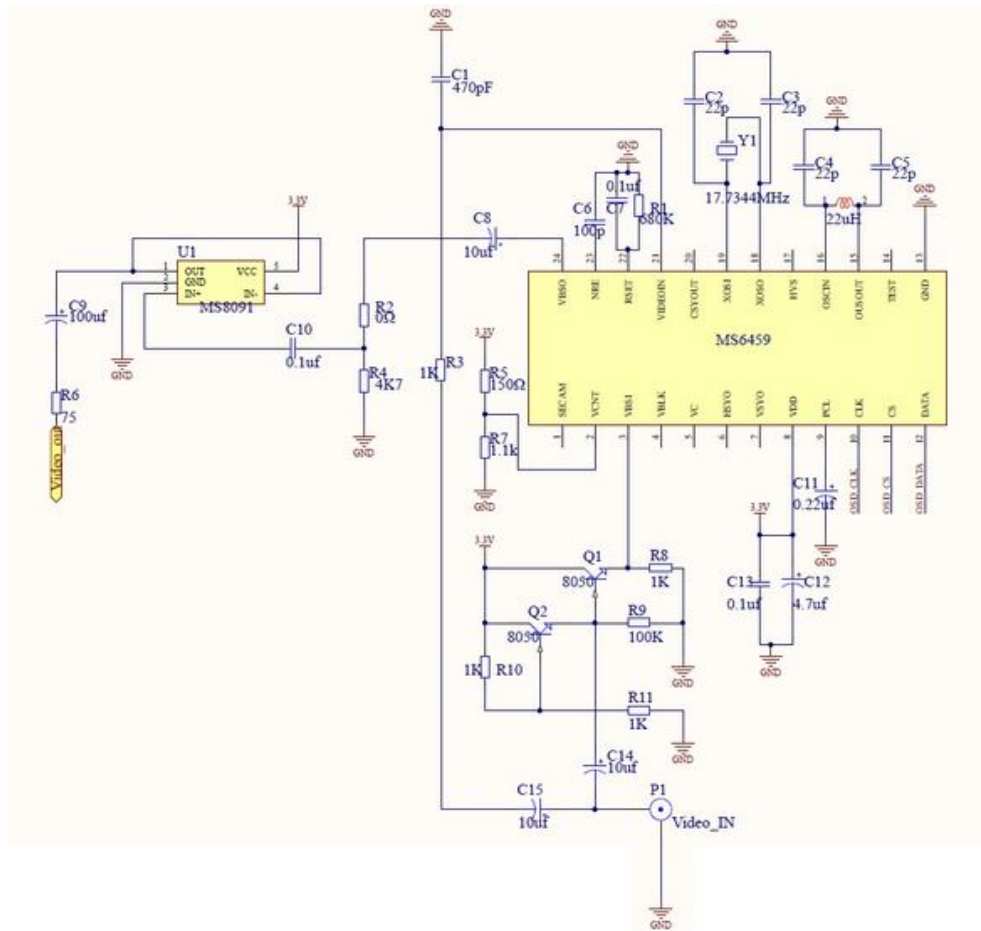 GND
C1
470pF
GND
C2
22p
C3
22p
Y1
17.7344MHz
GND
C4
22p
C5
22p
1
2
22uH
GND
GND
0.1uf
C6
100p
C7
R1
680K
C8
10uf
3.3V
U1
1
2
3
OUT
GND
IN+
VCC
IN-
5
4
MS8091
C9
100uf
GND
C10
0.1uf
R2
0Ω
R4
4K7
GND
R3
1K
R6
75
Video_out
24
23
22
21
20
19
18
17
16
15
14
13
VBSO
NRE
RSET
VIDEOIN
CSYOUT
XOSI
XOSO
HVS
OSCIN
OUSOUT
TEST
GND
MS6459
SECAM
VCNT
VBSI
VBLK
VC
HSYO
VSYO
VDD
PCL
CLK
CS
DATA
1
2
3
4
5
6
7
8
9
10
11
12
OSD_CLK
OSD_CS
OSD_DATA
3.3V
R5
150Ω
R7
1.1k
GND
C11
0.22uf
GND
3.3V
C13
0.1uf
C12
4.7uf
GND
3.3V
Q1
8050
R8
1K
Q2
8050
R9
100K
GND
1K
R10
R11
1K
GND
C14
10uf
C15
10uf
P1
Video_IN
GND